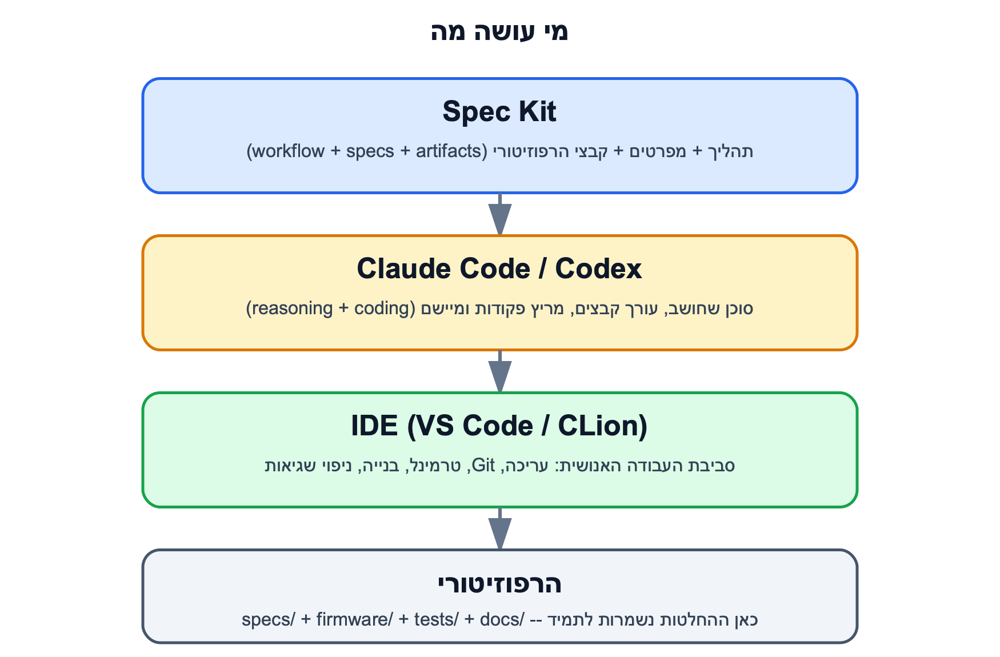 מי עושה מה
Spec Kit
תהליך + מפרטים + קבצי הרפוזיטורי (workflow + specs + artifacts)
Claude Code / Codex
סוכן שחושב, עורך קבצים, מריץ פקודות ומיישם (reasoning + coding)
IDE (VS Code / CLion)
סביבת העבודה האנושית: עריכה, Git, טרמינל, בנייה, ניפוי שגיאות
הרפוזיטורי
specs/ + firmware/ + tests/ + docs/ -- כאן ההחלטות נשמרות לתמיד